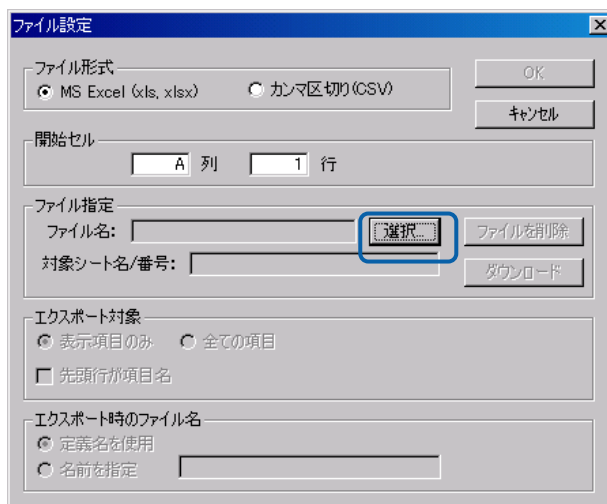 ファイル設定
ファイル形式
MS Excel (xls, xlsx)
カンマ区切り(CSV)
OK
キャンセル
開始セル
A 列 1 行
ファイル指定
ファイル名:
選択...
ファイルを削除
対象シート名/番号:
ダウンロード
エクスポート対象
表示項目のみ
全ての項目
先頭行が項目名
エクスポート時のファイル名
定義名を使用
名前を指定